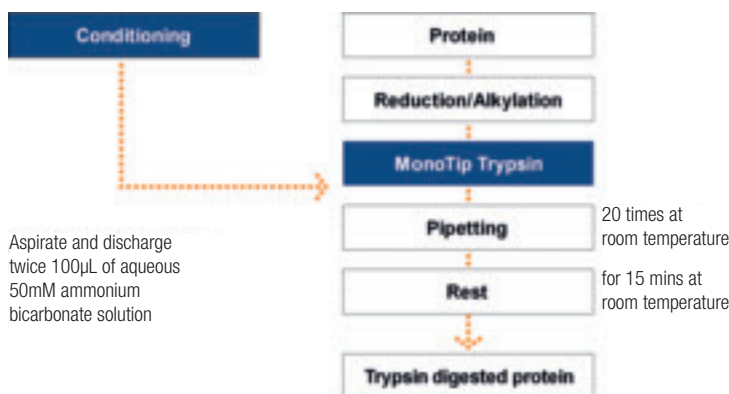 Conditioning
Aspirate and discharge
twice 100µL of aqueous
50mM ammonium
bicarbonate solution
Protein
Reduction/Alkylation
MonoTip Trypsin
Pipetting
20 times at
room temperature
Rest
for 15 mins at
room temperature
Trypsin digested protein